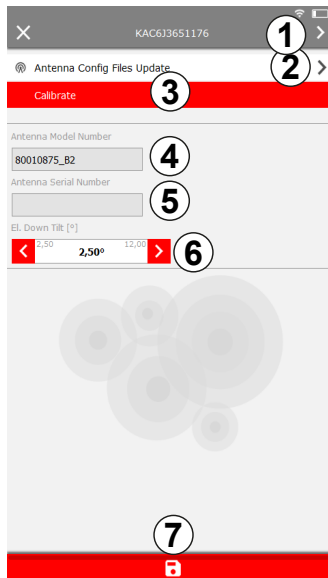 KAC6J3651176
1
Antenna Config Files Update
2
Calibrate
3
Antenna Model Number
80010875_B2
4
Antenna Serial Number
5
El. Down Tilt [°]
2,50 2,50° 12,00
6
7